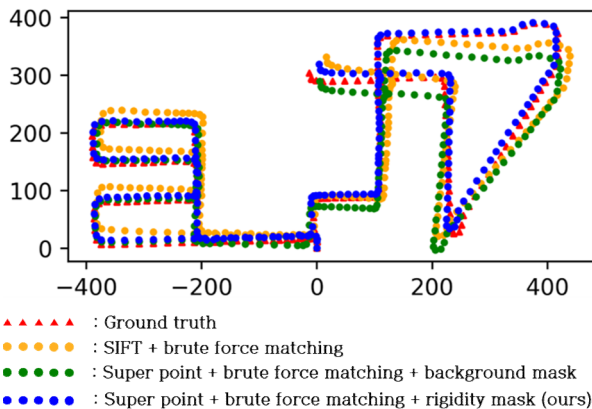 400
300
200
100
0
−400 −200 0 200 400
: Ground truth
: SIFT + brute force matching
: Super point + brute force matching + background mask
: Super point + brute force matching + rigidity mask (ours)